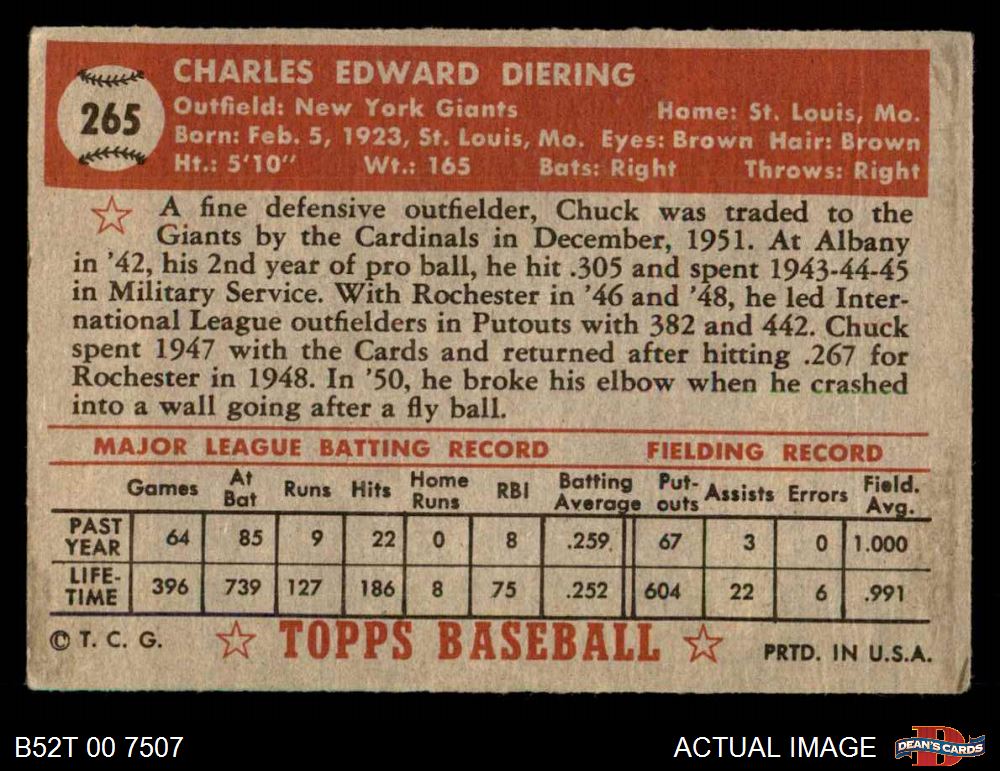 CHARLES EDWARD DIERING
265
Outfield: New York Giants Home: St. Louis, Mo.
Born: Feb. 5, 1923, St. Louis, Mo. Eyes: Brown Hair: Brown
Ht.: 5'10" Wt.: 165 Bats: Right Throws: Right
A fine defensive outfielder, Chuck was traded to the
Giants by the Cardinals in December, 1951. At Albany
in '42, his 2nd year of pro ball, he hit .305 and spent 1943-44-45
in Military Service. With Rochester in '46 and '48, he led Inter-
national League outfielders in Putouts with 382 and 442. Chuck
spent 1947 with the Cards and returned after hitting .267 for
Rochester in 1948. In '50, he broke his elbow when he crashed
into a wall going after a fly ball.
MAJOR LEAGUE BATTING RECORD FIELDING RECORD
Games At Bat Runs Hits Home Runs RBI Batting Average Put-outs Assists Errors Field. Avg.
PAST YEAR 64 85 9 22 0 8 .259 67 3 0 1.000
LIFE-TIME 396 739 127 186 8 75 .252 604 22 6 .991
© T. C. G. TOPPS BASEBALL PRTD. IN U.S.A.
B52T 00 7507 ACTUAL IMAGE D DEAN'S CARDS